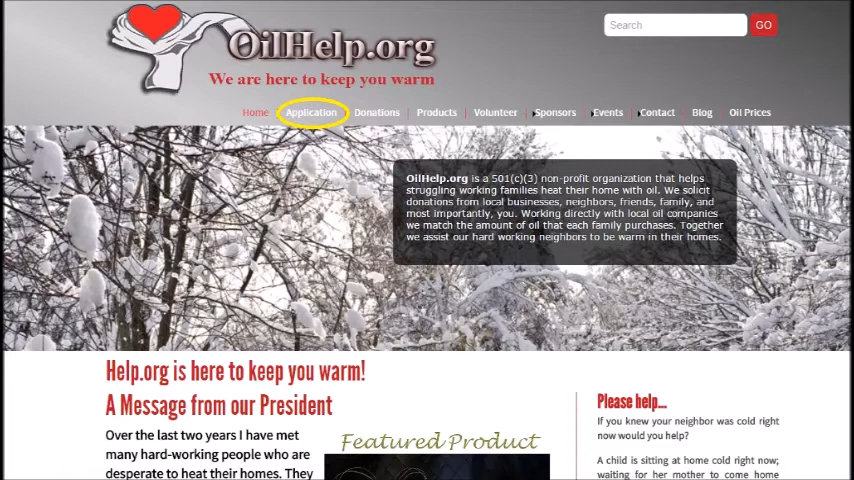 OilHelp.org
We are here to keep you warm
Search
GO
Home
Application
Donations
Products
Volunteer
Sponsors
Events
Contact
Blog
Oil Prices
OilHelp.org is a 501(c)(3) non-profit organization that helps
struggling working families heat their home with oil. We solicit
donations from local businesses, neighbors, friends, family, and
most importantly, you. Working directly with local oil companies
we match the amount of oil that each family purchases. Together
we assist our hard working neighbors to be warm in their homes.
Help.org is here to keep you warm!
A Message from our President
Over the last two years I have met
many hard-working people who are
desperate to heat their homes. They
Featured Product
Please help...
If you knew your neighbor was cold right
now would you help?
A child is sitting at home cold right now;
waiting for her mother to come home